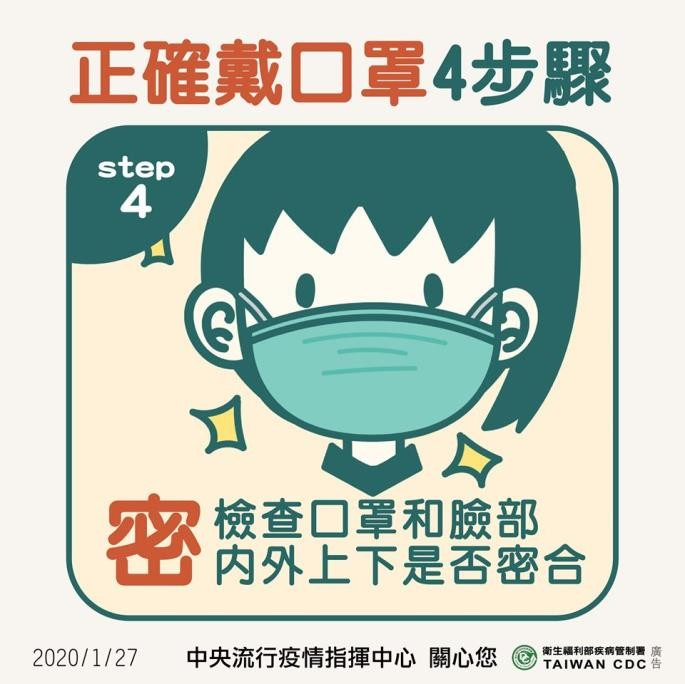 正確戴口罩4步驟
step
4
密
檢查口罩和臉部
內外上下是否密合
2020/1/27
中央流行疫情指揮中心 關心您
衛生福利部疾病管制署
TAIWAN CDC
廣告